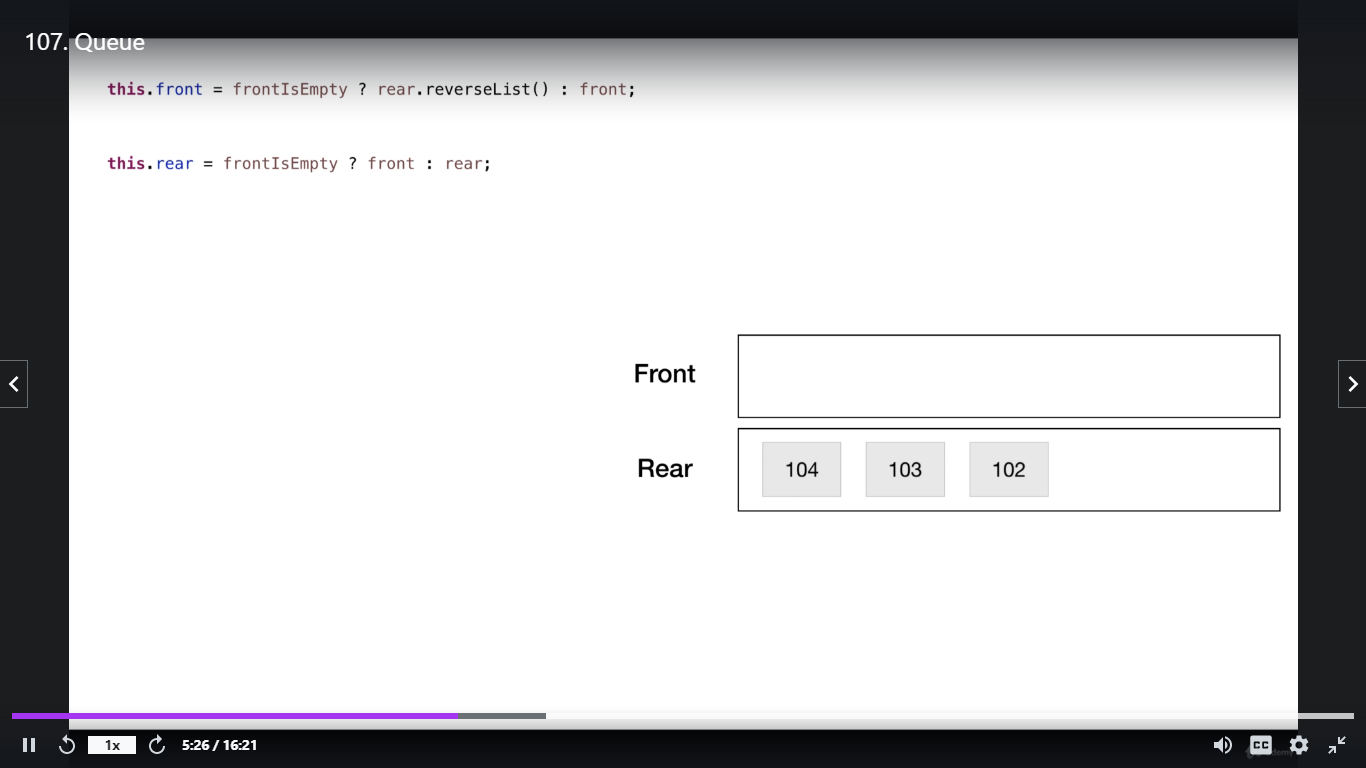 107. Queue
this.front = frontIsEmpty ? rear.reverseList() : front;
this.rear = frontIsEmpty ? front : rear;
Front
Rear
104 103 102
1x
5:26 / 16:21
CC